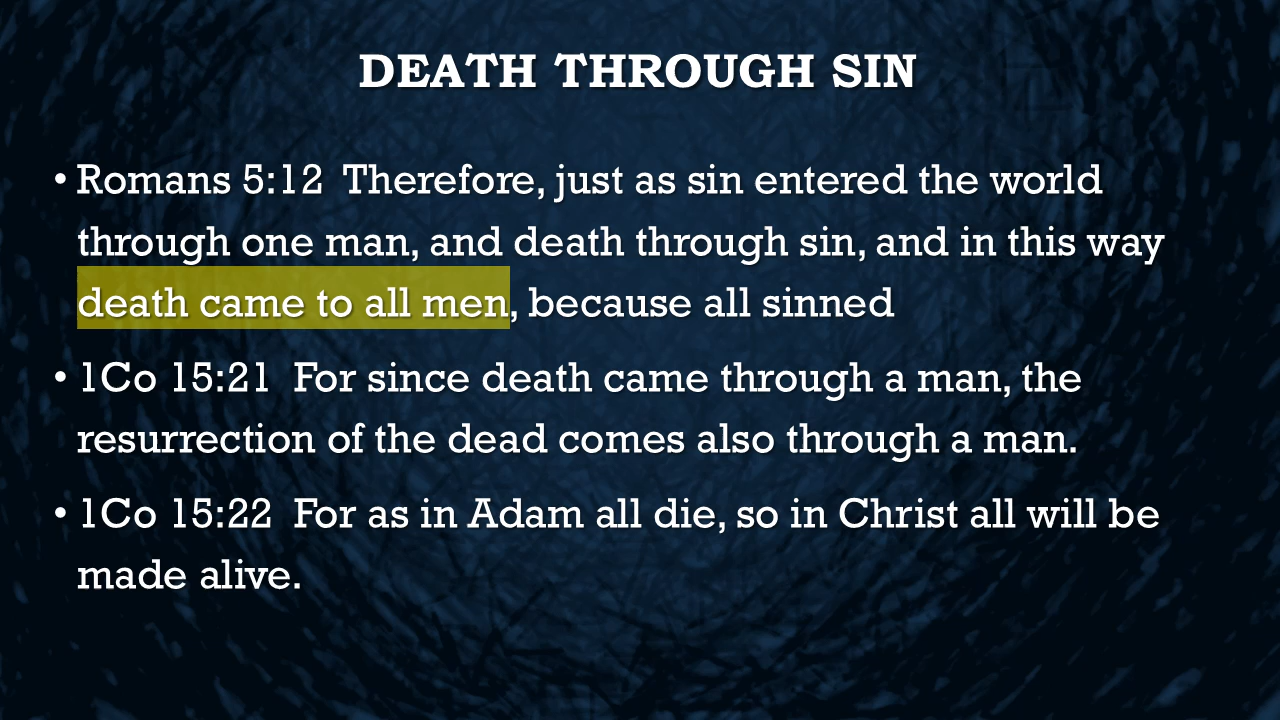 DEATH THROUGH SIN
• Romans 5:12  Therefore, just as sin entered the world
through one man, and death through sin, and in this way
death came to all men, because all sinned
• 1Co 15:21  For since death came through a man, the
resurrection of the dead comes also through a man.
• 1Co 15:22  For as in Adam all die, so in Christ all will be
made alive.